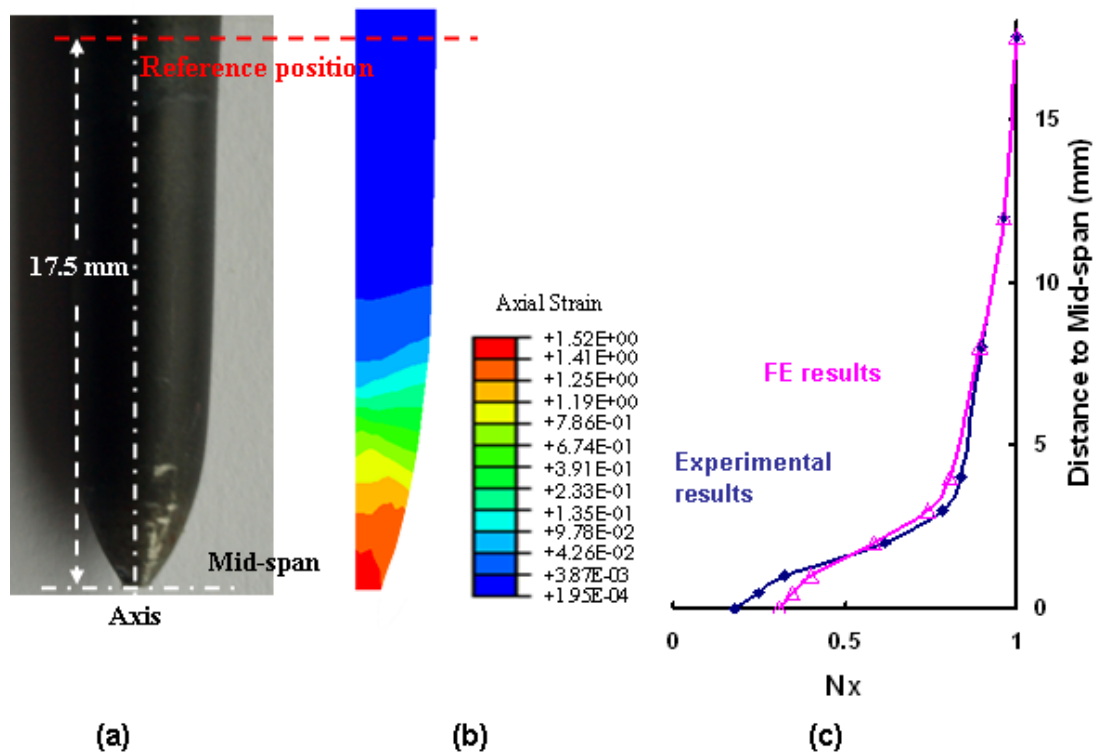 Reference position
17.5 mm
Mid-span
Axis
(a)
Axial Strain
+1.52E+00
+1.41E+00
+1.25E+00
+1.19E+00
+7.86E-01
+6.74E-01
+3.91E-01
+2.33E-01
+1.35E-01
+9.78E-02
+4.26E-02
+3.87E-03
+1.95E-04
(b)
FE results
Experimental
results
15
10
5
0
Distance to Mid-span (mm)
0
0.5
1
Nx
(c)